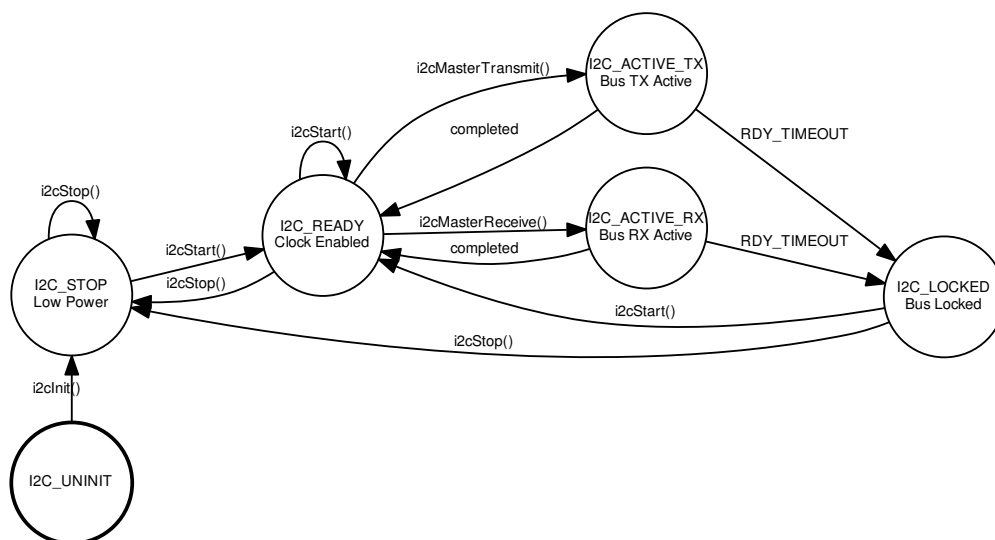 I2C_ACTIVE_TX
Bus TX Active
i2cMasterTransmit()
completed
i2cStart()
RDY_TIMEOUT
I2C_ACTIVE_RX
Bus RX Active
i2cMasterReceive()
completed
I2C_READY
Clock Enabled
RDY_TIMEOUT
i2cStop()
i2cStart()
i2cStop()
I2C_STOP
Low Power
I2C_LOCKED
Bus Locked
i2cStart()
i2cStop()
i2cInit()
I2C_UNINIT